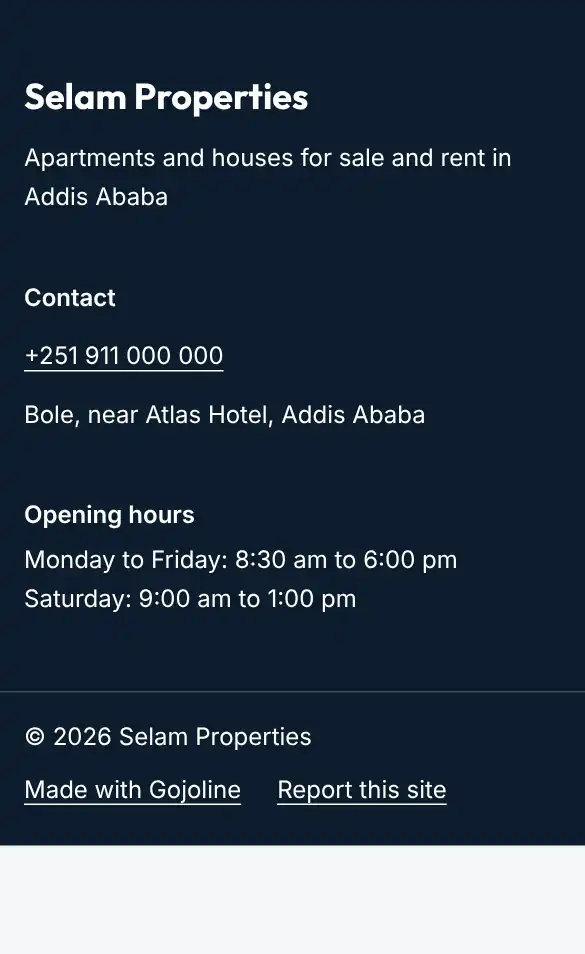 Selam Properties
Apartments and houses for sale and rent in
Addis Ababa
Contact
+251 911 000 000
Bole, near Atlas Hotel, Addis Ababa
Opening hours
Monday to Friday: 8:30 am to 6:00 pm
Saturday: 9:00 am to 1:00 pm
© 2026 Selam Properties
Made with Gojoline Report this site